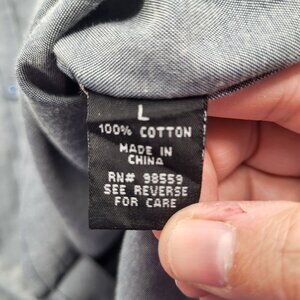 L
100% COTTON
MADE IN
CHINA
RN# 98559
SEE REVERSE
FOR CARE